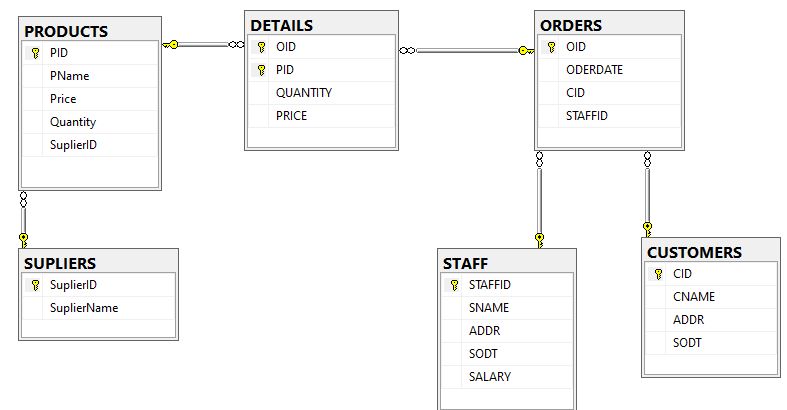 PRODUCTS
PID
PName
Price
Quantity
SuplierID
DETAILS
OID
PID
QUANTITY
PRICE
ORDERS
OID
ODERDATE
CID
STAFFID
SUPLIERS
SuplierID
SuplierName
STAFF
STAFFID
SNAME
ADDR
SODT
SALARY
CUSTOMERS
CID
CNAME
ADDR
SODT